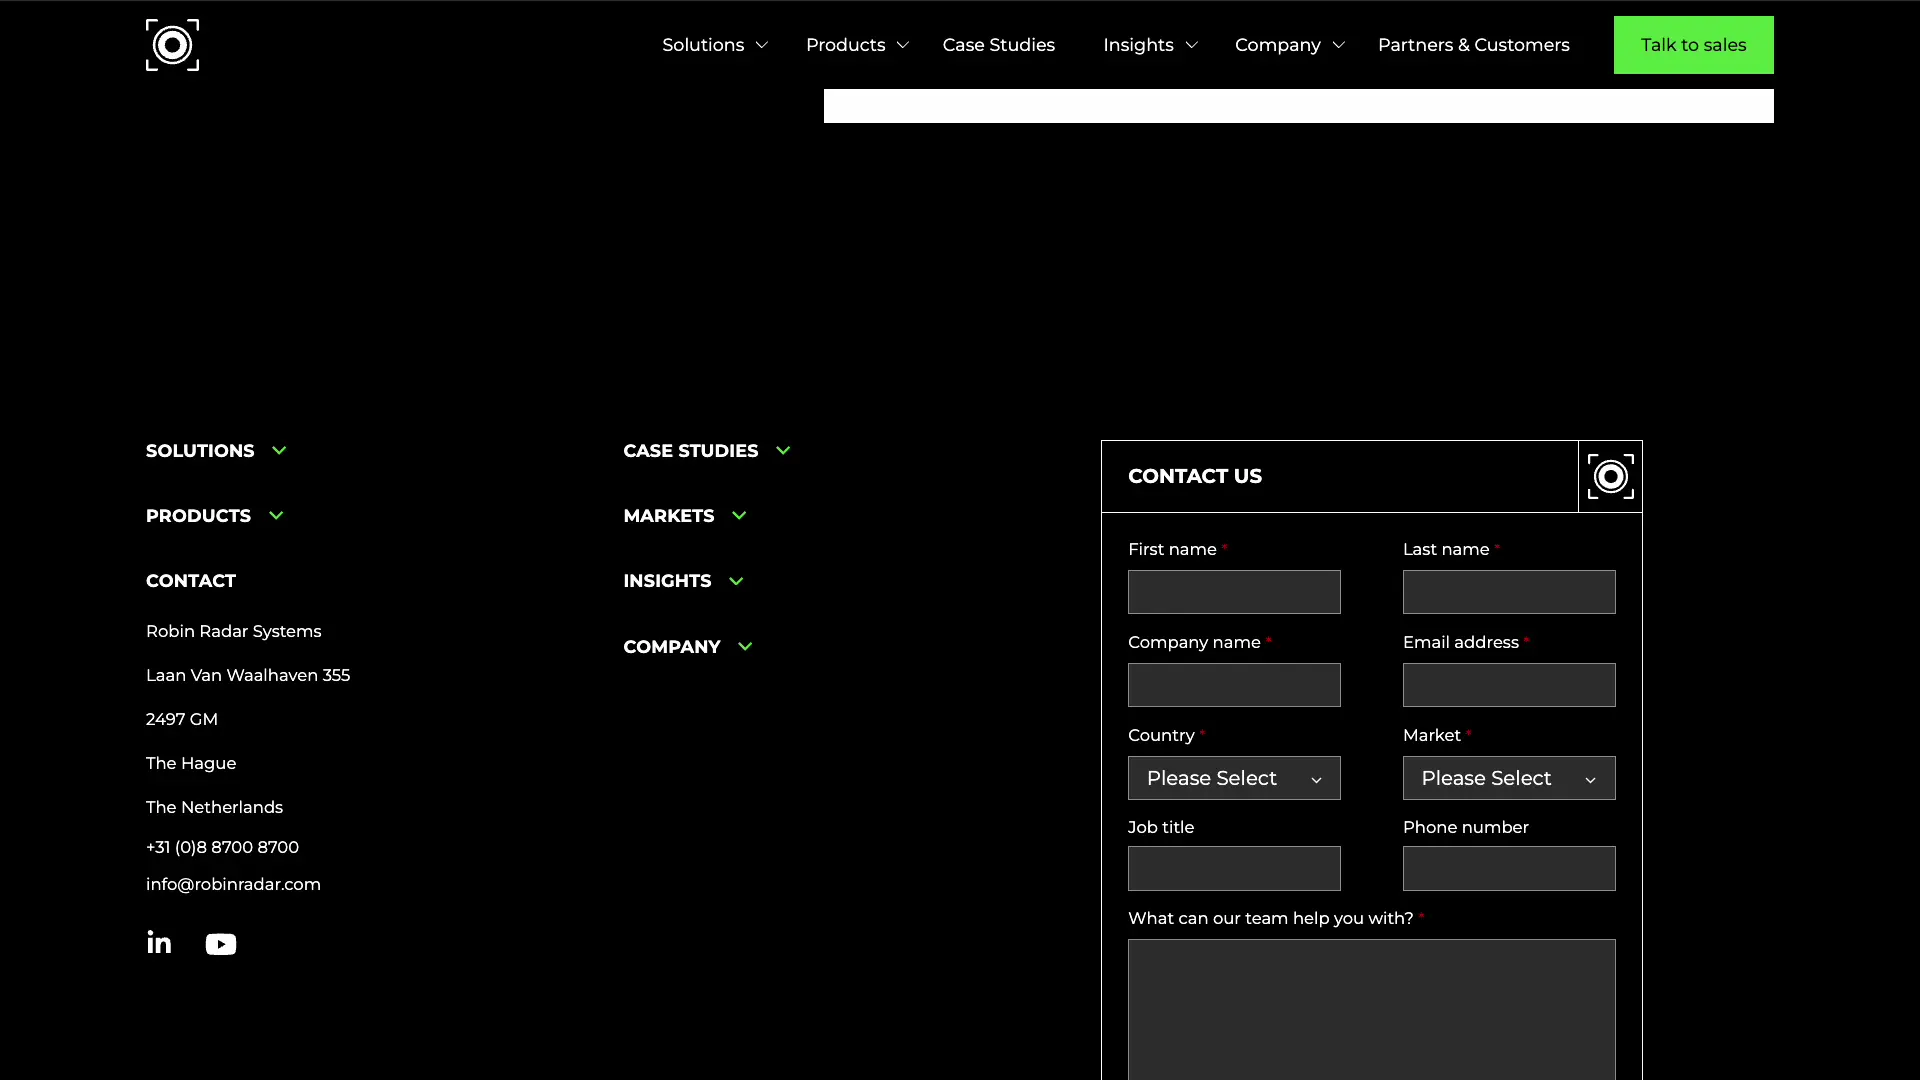 Solutions
Products
Case Studies
Insights
Company
Partners & Customers
Talk to sales
SOLUTIONS
PRODUCTS
CONTACT
Robin Radar Systems
Laan Van Waalhaven 355
2497 GM
The Hague
The Netherlands
+31 (0)8 8700 8700
info@robinradar.com
CASE STUDIES
MARKETS
INSIGHTS
COMPANY
CONTACT US
First name *
Last name *
Company name *
Email address *
Country *
Market *
Please Select
Please Select
Job title
Phone number
What can our team help you with? *